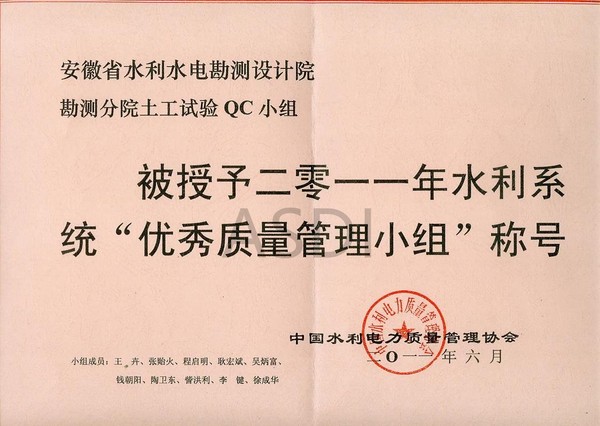 安徽省水利水电勘测设计院
勘测分院土工试验QC小组
被授予二零一一年水利系
统“优秀质量管理小组”称号
ASDI
中国水利电力质量管理协会
二〇一一年六月
小组成员：王 卉、张贻火、程启明、耿宏斌、吴炳富、
钱朝阳、陶卫东、訾洪利、李 键、徐成华